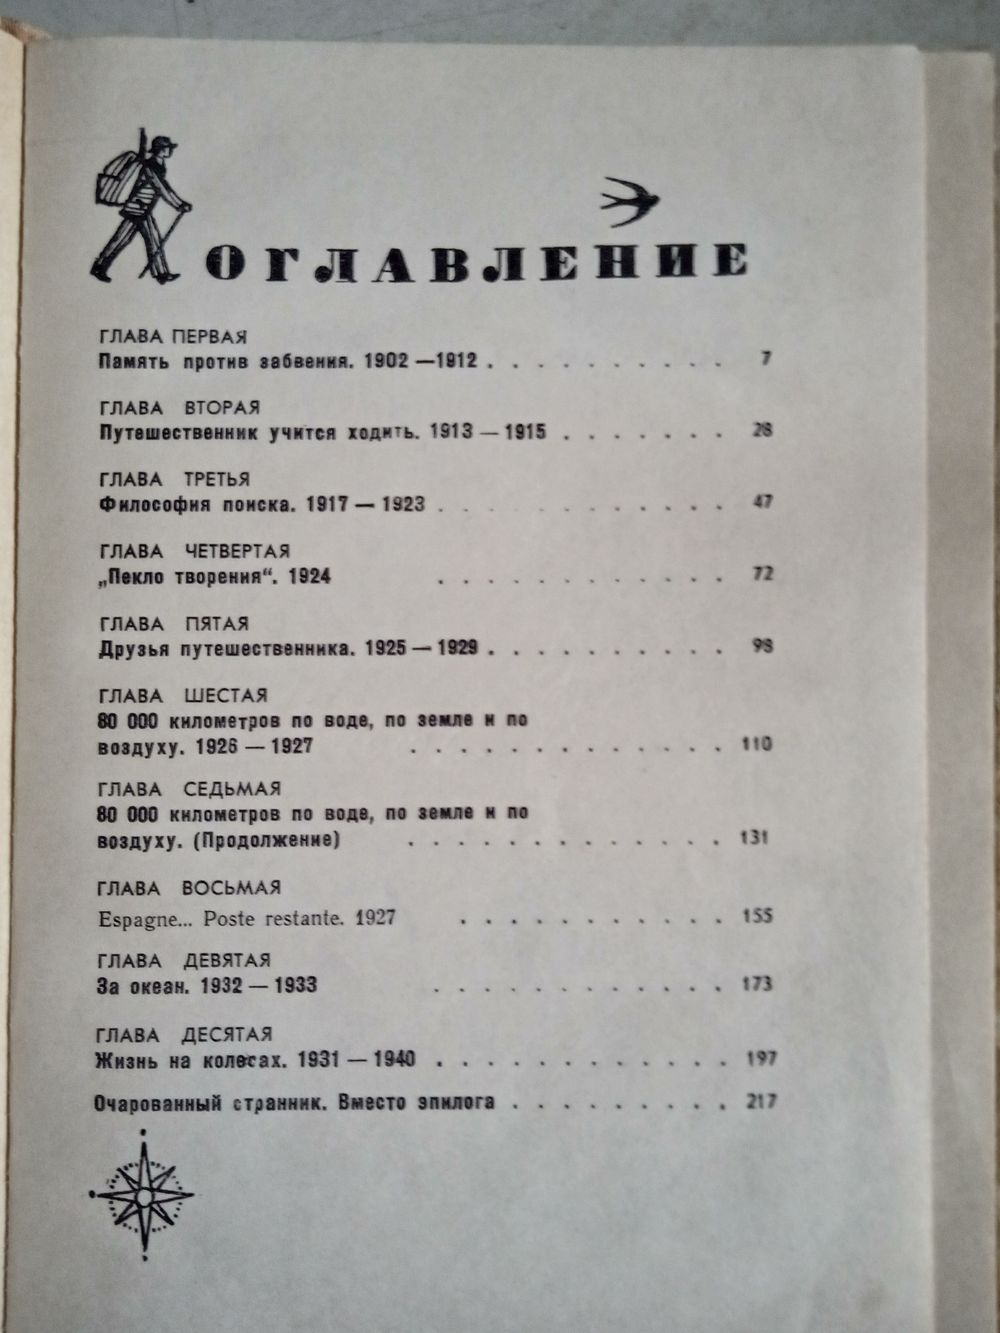 ОГЛАВЛЕНИЕ
ГЛАВА ПЕРВАЯ
Память против забвения. 1902 — 1912 . . . . . . . . . . 7
ГЛАВА ВТОРАЯ
Путешественник учится ходить. 1913 — 1915 . . . . . . . 28
ГЛАВА ТРЕТЬЯ
Философия поиска. 1917 — 1923 . . . . . . . . . . . . 47
ГЛАВА ЧЕТВЕРТАЯ
„Пекло творения“. 1924 . . . . . . . . . . . . 72
ГЛАВА ПЯТАЯ
Друзья путешественника. 1925 — 1929 . . . . . . . . . . 98
ГЛАВА ШЕСТАЯ
80 000 километров по воде, по земле и по
воздуху. 1926 — 1927 . . . . . . . . . . . . . 110
ГЛАВА СЕДЬМАЯ
80 000 километров по воде, по земле и по
воздуху. (Продолжение) . . . . . . . . . . . . . 131
ГЛАВА ВОСЬМАЯ
Espagne... Poste restante. 1927 . . . . . . . . . . . 155
ГЛАВА ДЕВЯТАЯ
За океан. 1932 — 1933 . . . . . . . . . . . . 173
ГЛАВА ДЕСЯТАЯ
Жизнь на колесах. 1931 — 1940 . . . . . . . . . . . . 197
Очарованный странник. Вместо эпилога . . . . . . . . . 217